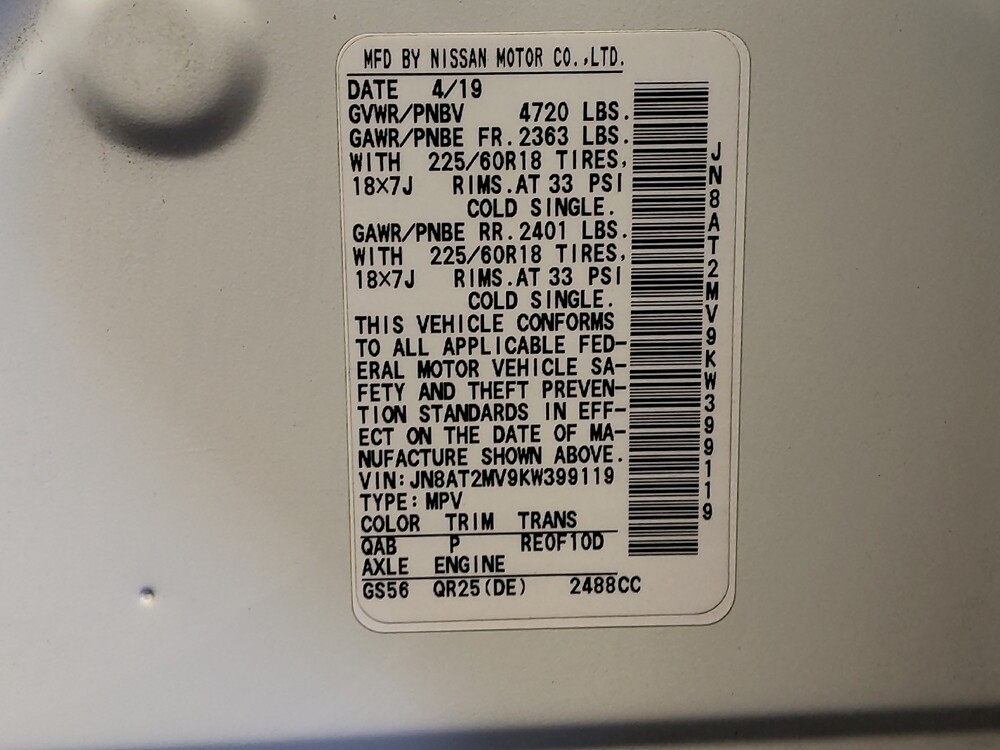 MFD BY NISSAN MOTOR CO.,LTD.
DATE 4/19
GVWR/PNBV 4720 LBS.
GAWR/PNBE FR.2363 LBS.
WITH 225/60R18 TIRES,
18×7J RIMS.AT 33 PSI
COLD SINGLE.
GAWR/PNBE RR.2401 LBS.
WITH 225/60R18 TIRES,
18×7J RIMS.AT 33 PSI
COLD SINGLE.
THIS VEHICLE CONFORMS
TO ALL APPLICABLE FED-
ERAL MOTOR VEHICLE SA-
FETY AND THEFT PREVEN-
TION STANDARDS IN EFF-
ECT ON THE DATE OF MA-
NUFACTURE SHOWN ABOVE.
VIN:JN8AT2MV9KW399119
TYPE:MPV
COLOR TRIM TRANS
QAB P RE0F10D
AXLE ENGINE
GS56 QR25(DE) 2488CC
JN8AT2MV9KW399119